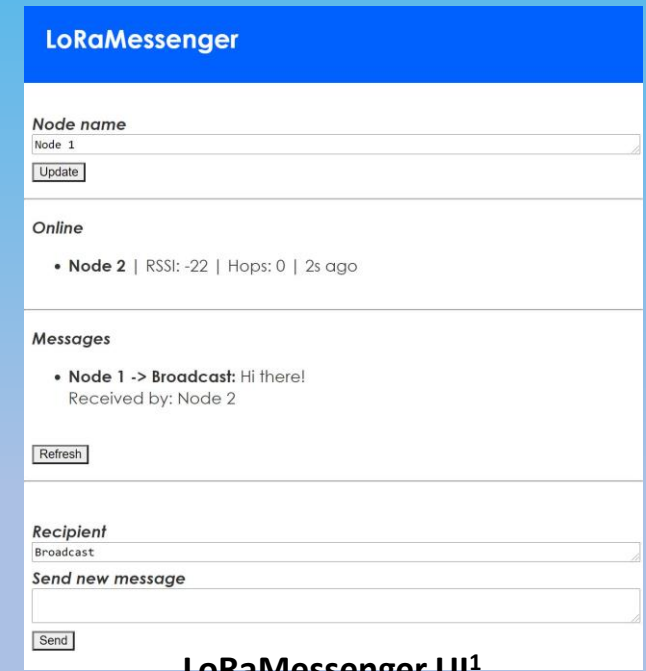 LoRaMessenger
Node name
Node 1
Update
Online
• Node 2 | RSSI: -22 | Hops: 0 | 2s ago
Messages
• Node 1 -> Broadcast: Hi there!
Received by: Node 2
Refresh
Recipient
Broadcast
Send new message
Send
LoRaMessenger UI¹